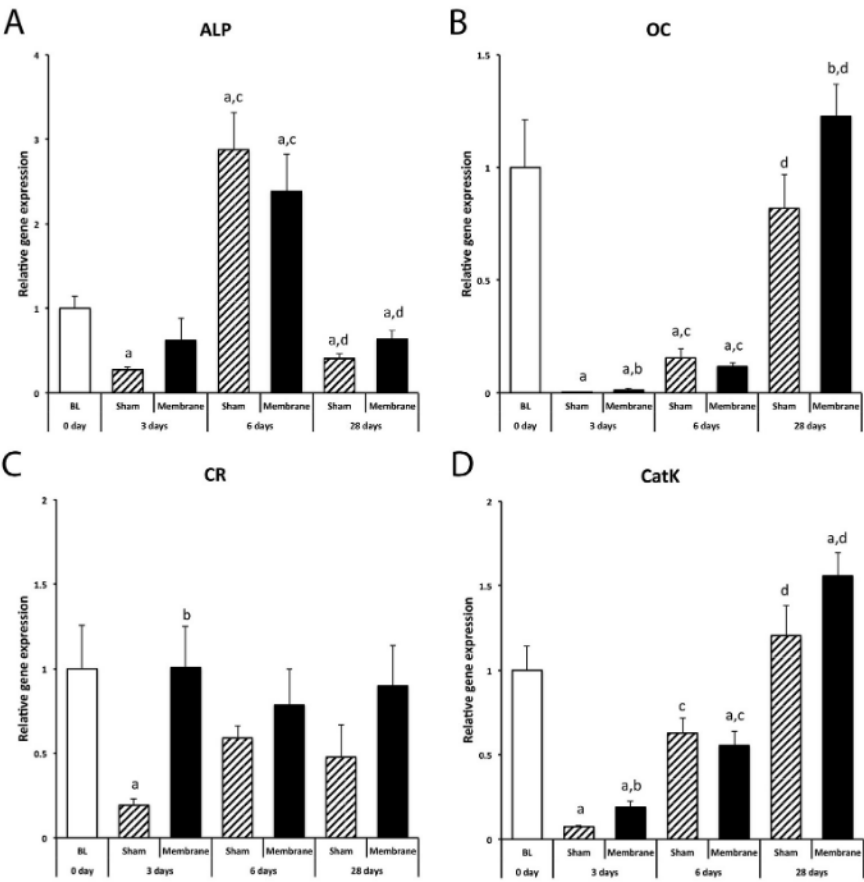 A
ALP
Relative gene expression
4
3
2
1
0
a
a,c
a,c
a,d
a,d
BL Sham Membrane Sham Membrane Sham Membrane
0 day 3 days 6 days 28 days
B
OC
Relative gene expression
1.5
1
0.5
0
a
a,b
a,c
a,c
d
b,d
BL Sham Membrane Sham Membrane Sham Membrane
0 day 3 days 6 days 28 days
C
CR
Relative gene expression
2
1.5
1
0.5
0
a
b
BL Sham Membrane Sham Membrane Sham Membrane
0 day 3 days 6 days 28 days
D
CatK
Relative gene expression
2
1.5
1
0.5
0
a
a,b
c
a,c
d
a,d
BL Sham Membrane Sham Membrane Sham Membrane
0 day 3 days 6 days 28 days